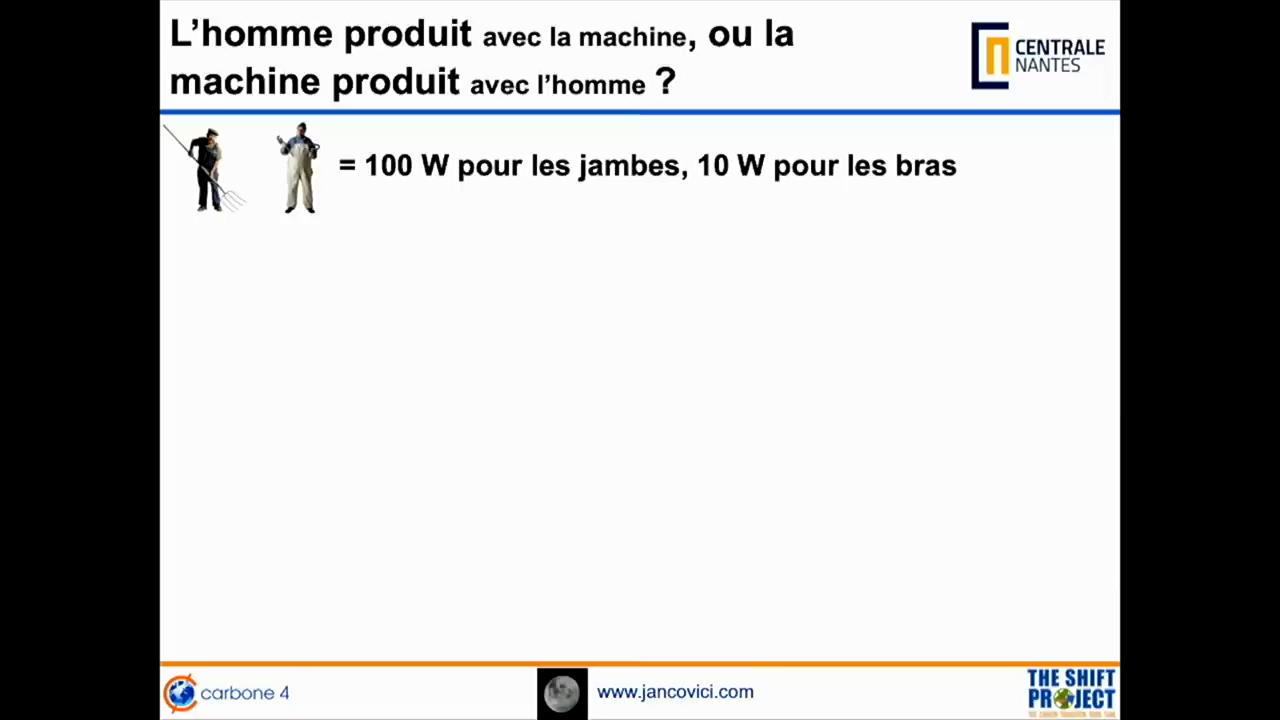 L'homme produit avec la machine, ou la
machine produit avec l'homme ?
CENTRALE
NANTES
= 100 W pour les jambes, 10 W pour les bras
carbone 4
www.jancovici.com
THE SHIFT
PROJECT